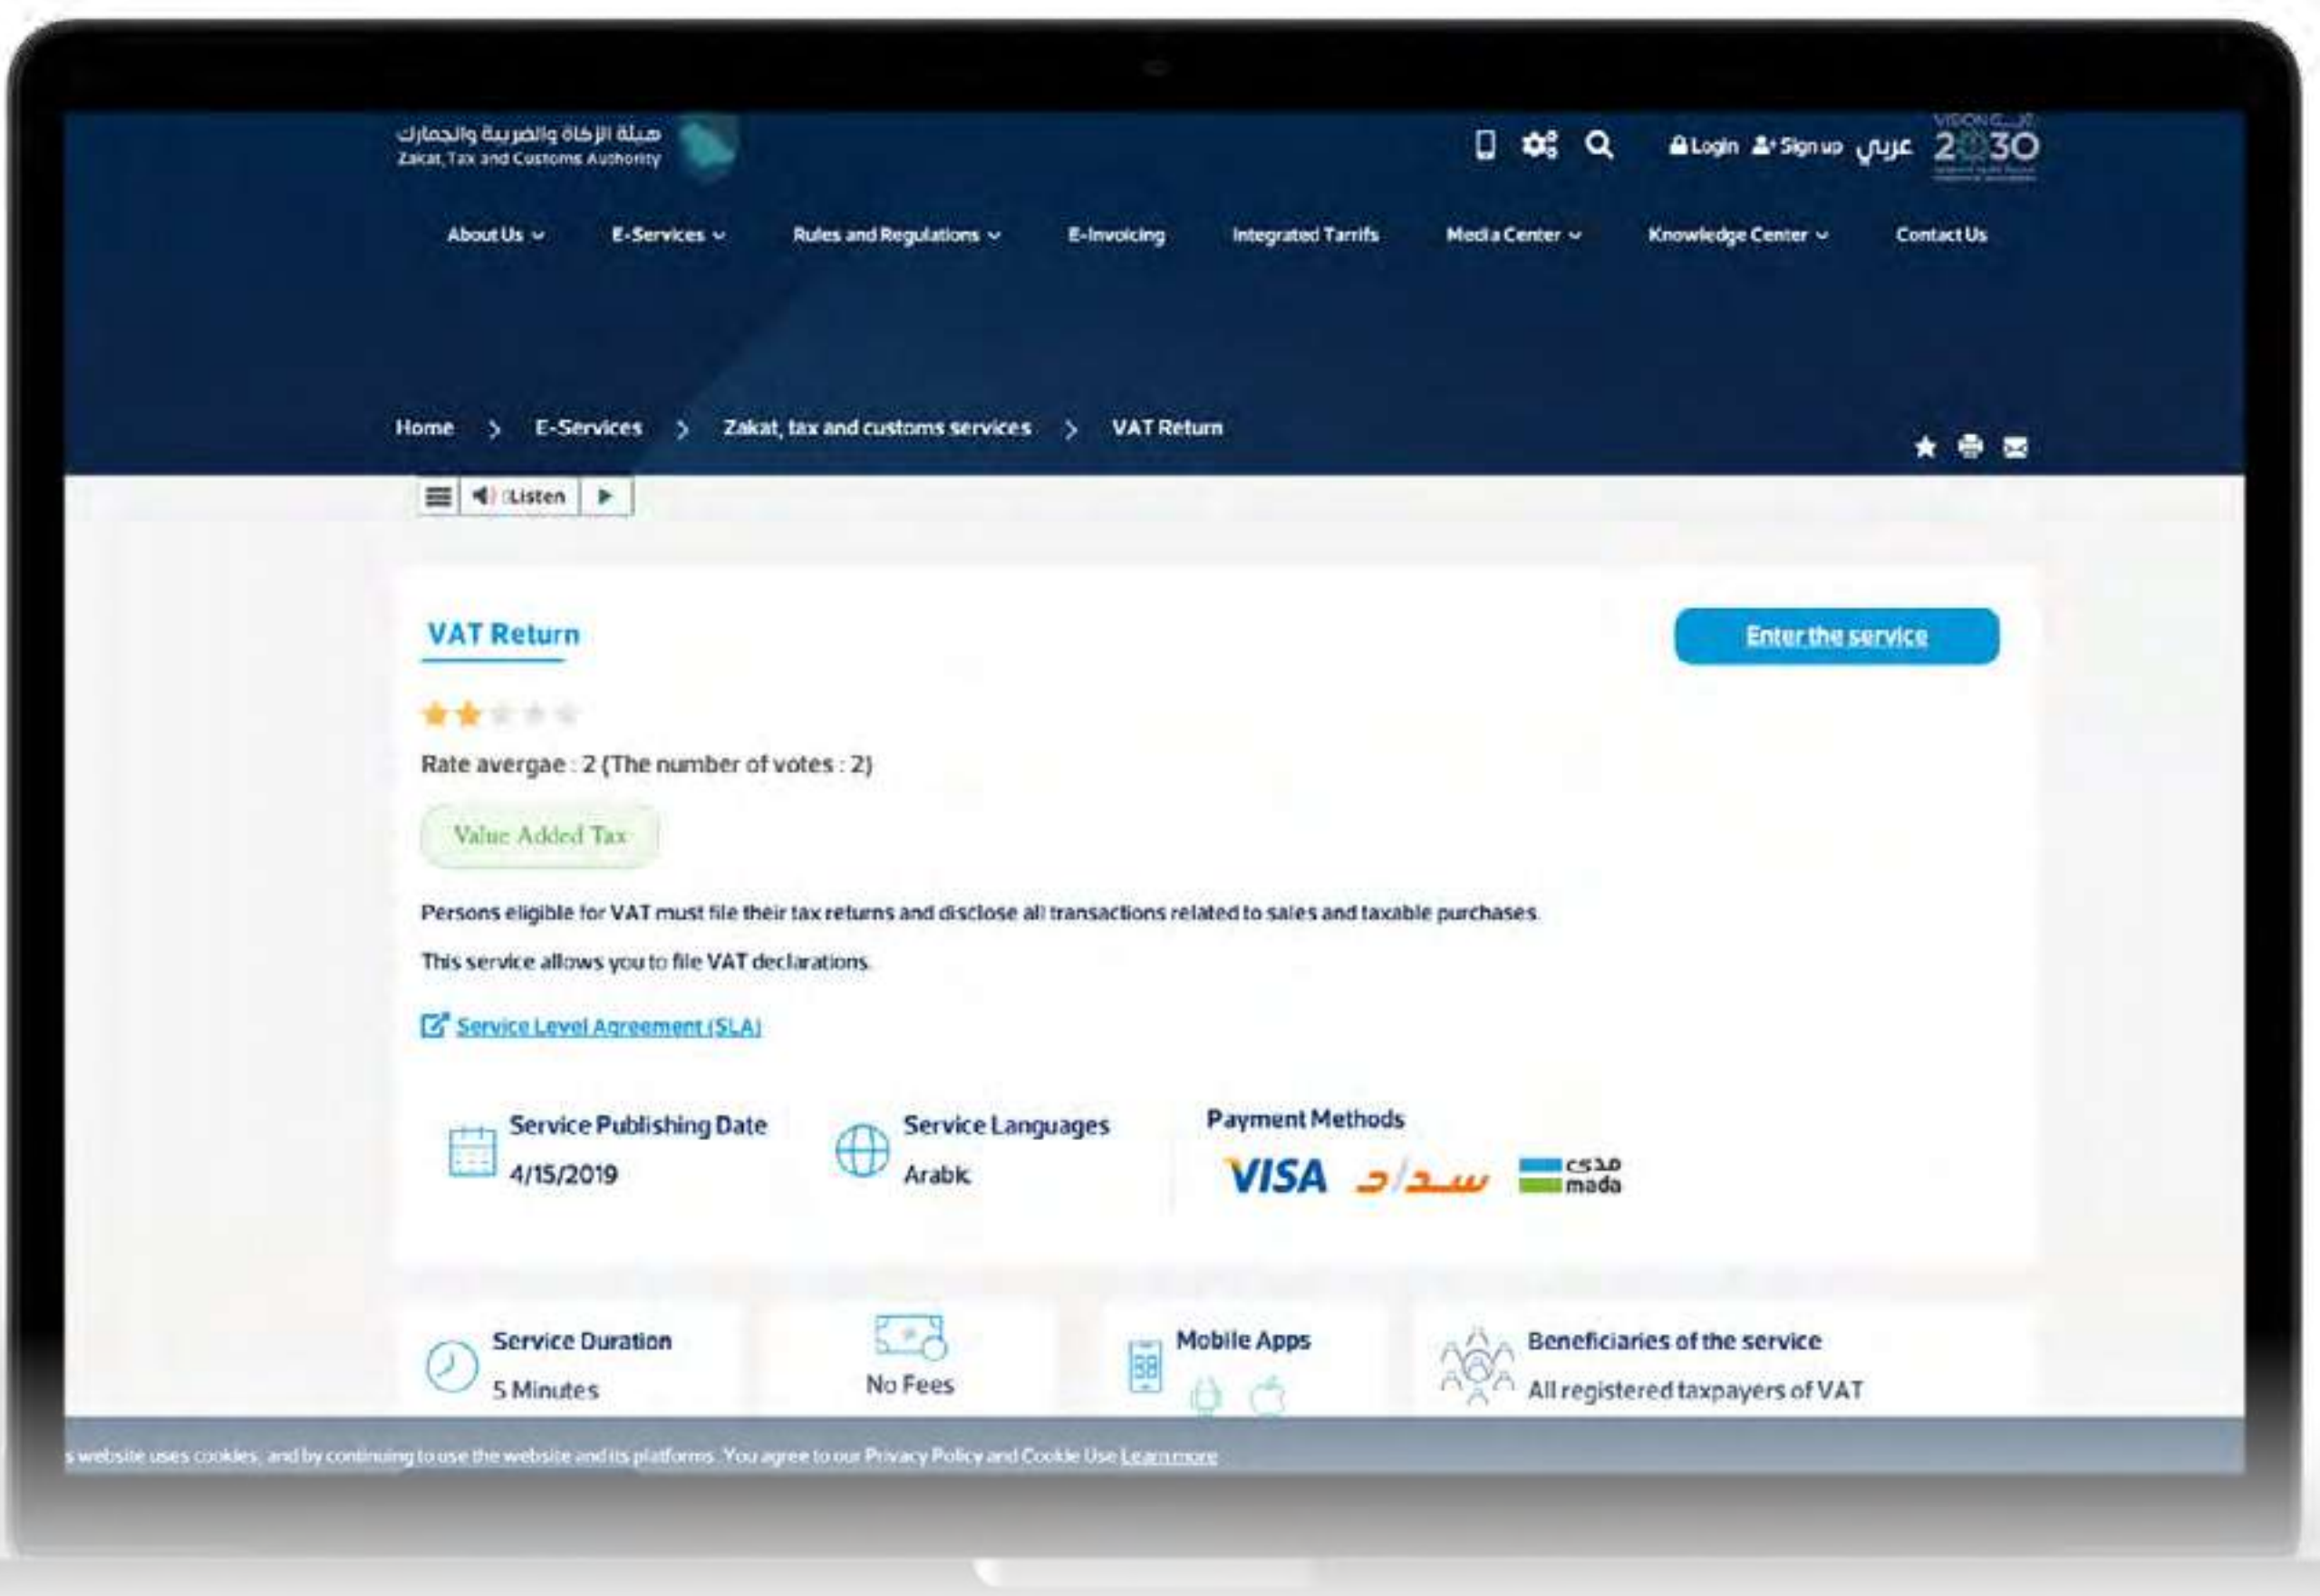 هيئة الزكاة والضريبة والجمارك
Zakat, Tax and Customs Authority
Login Sign up عربي
2030
About Us E-Services Rules and Regulations E-Invoicing Integrated Tarrifs Media Center Knowledge Center Contact Us
Home > E-Services > Zakat, tax and customs services > VAT Return
Listen
VAT Return
Enter the service
Rate avergae : 2 (The number of votes : 2)
Value Added Tax
Persons eligible for VAT must file their tax returns and disclose all transactions related to sales and taxable purchases.
This service allows you to file VAT declarations.
Service Level Agreement (SLA)
Service Publishing Date
4/15/2019
Service Languages
Arabic
Payment Methods
VISA سداد مدى mada
Service Duration
5 Minutes
No Fees
Mobile Apps
Beneficiaries of the service
All registered taxpayers of VAT
s website uses cookies, and by continuing to use the website and its platforms. You agree to our Privacy Policy and Cookie Use Learn more